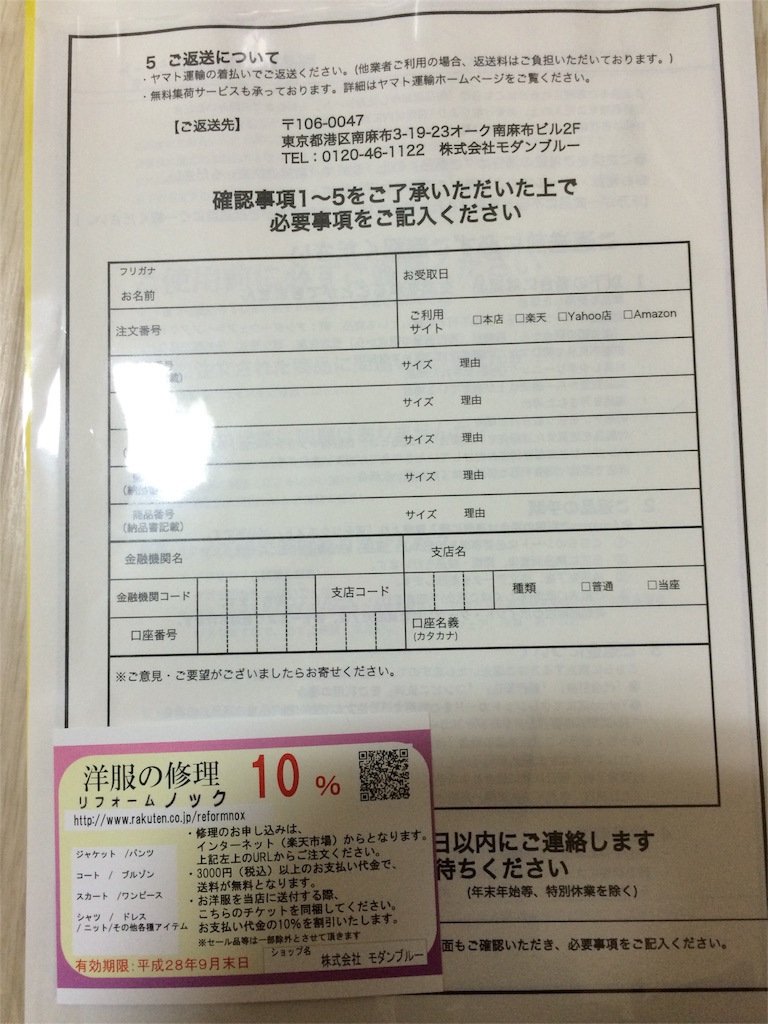 5 ご返送について
・ヤマト運輸の着払いでご返送ください。(他業者ご利用の場合、返送料はご負担いただいております。)
・無料集荷サービスも承っております。詳細はヤマト運輸ホームページをご覧ください。
【ご返送先】
〒106-0047
東京都港区南麻布3-19-23オーク南麻布ビル2F
TEL：0120-46-1122 株式会社モダンブルー
確認事項1～5をご了承いただいた上で
必要事項をご記入ください
フリガナ
お名前
お受取日
注文番号
ご利用
サイト
□本店 □楽天 □Yahoo店 □Amazon
サイズ 理由
サイズ 理由
サイズ 理由
サイズ 理由
商品番号
(納品書記載)
サイズ 理由
金融機関名
支店名
金融機関コード
支店コード
種類 □普通 □当座
口座番号
口座名義
(カタカナ)
※ご意見・ご要望がございましたらお寄せください。
日以内にご連絡します
待ちください
(年末年始等、特別休業を除く)
面もご確認いただき、必要事項をご記入ください。
洋服の修理
リフォーム ノック
10 %
http://www.rakuten.co.jp/reformnox
ジャケット /パンツ
コート / ブルゾン
スカート /ワンピース
シャツ / ドレス
/ニット/その他各種アイテム
・修理のお申し込みは、
インターネット（楽天市場）からとなります。
上記左上のURLからご注文ください。
・3000円（税込）以上のお支払い代金で、
送料が無料となります。
・お洋服を当店に送付する際、
こちらのチケットを同梱してください。
お支払い代金の10％を割引いたします。
※セール品等は一部除外とさせて頂きます
有効期限:平成28年9月末日
ショップ名
株式会社 モダンブルー